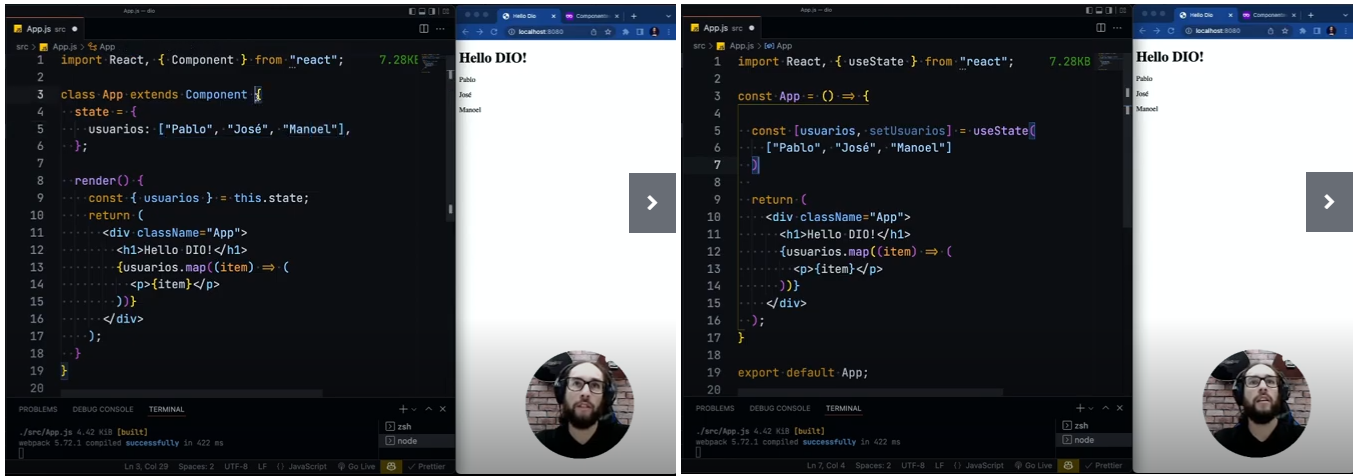 App.js — dio
App.js src
src > App.js > App
1 import React, { Component } from "react"; 7.28KB
2
3 class App extends Component {
4 state = {
5 usuarios: ["Pablo", "José", "Manoel"],
6 };
7
8 render() {
9 const { usuarios } = this.state;
10 return (
11 <div className="App">
12 <h1>Hello DIO!</h1>
13 {usuarios.map((item) => (
14 <p>{item}</p>
15 ))}
16 </div>
17 );
18 }
19 }
20
PROBLEMS DEBUG CONSOLE TERMINAL
./src/App.js 4.42 KiB [built]
webpack 5.72.1 compiled successfully in 422 ms
zsh
node
Ln 3, Col 29 Spaces: 2 UTF-8 LF {} JavaScript Go Live Prettier
Hello Dio
Component
localhost:8080
Hello DIO!
Pablo
José
Manoel
App.js — dio
App.js src
src > App.js > App
1 import React, { useState } from "react"; 7.28KB
2
3 const App = () => {
4
5 const [usuarios, setUsuarios] = useState(
6 ["Pablo", "José", "Manoel"]
7 )
8
9 return (
10 <div className="App">
11 <h1>Hello DIO!</h1>
12 {usuarios.map((item) => (
13 <p>{item}</p>
14 ))}
15 </div>
16 );
17 }
18
19 export default App;
20
PROBLEMS DEBUG CONSOLE TERMINAL
./src/App.js 4.42 KiB [built]
webpack 5.72.1 compiled successfully in 422 ms
zsh
node
Ln 7, Col 4 Spaces: 2 UTF-8 LF {} JavaScript Go Live Prettier
Hello Dio
Component
localhost:8080
Hello DIO!
Pablo
José
Manoel